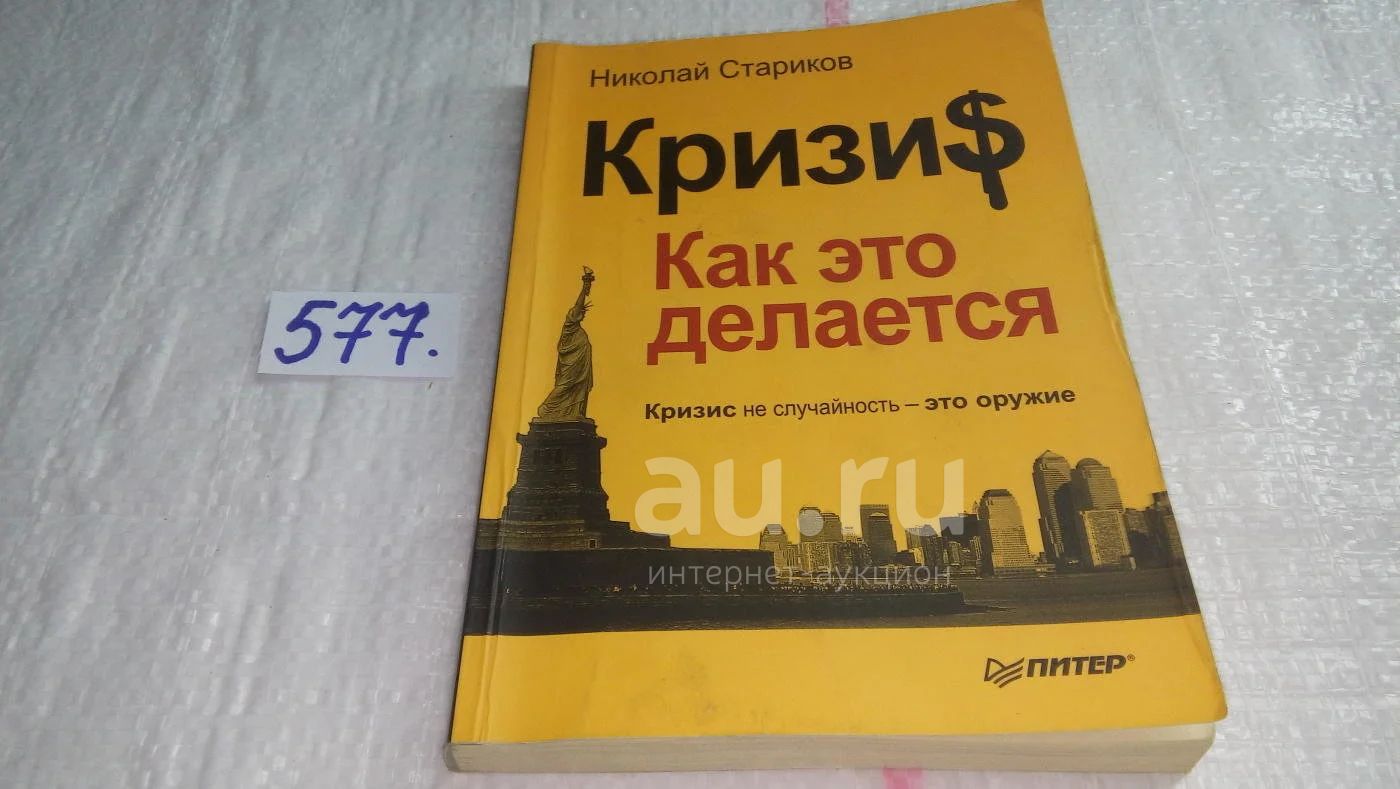 Николай Стариков
Кризи$
Как это
делается
Кризис не случайность – это оружие
577.
au.ru
интернет-аукцион
ПИТЕР®